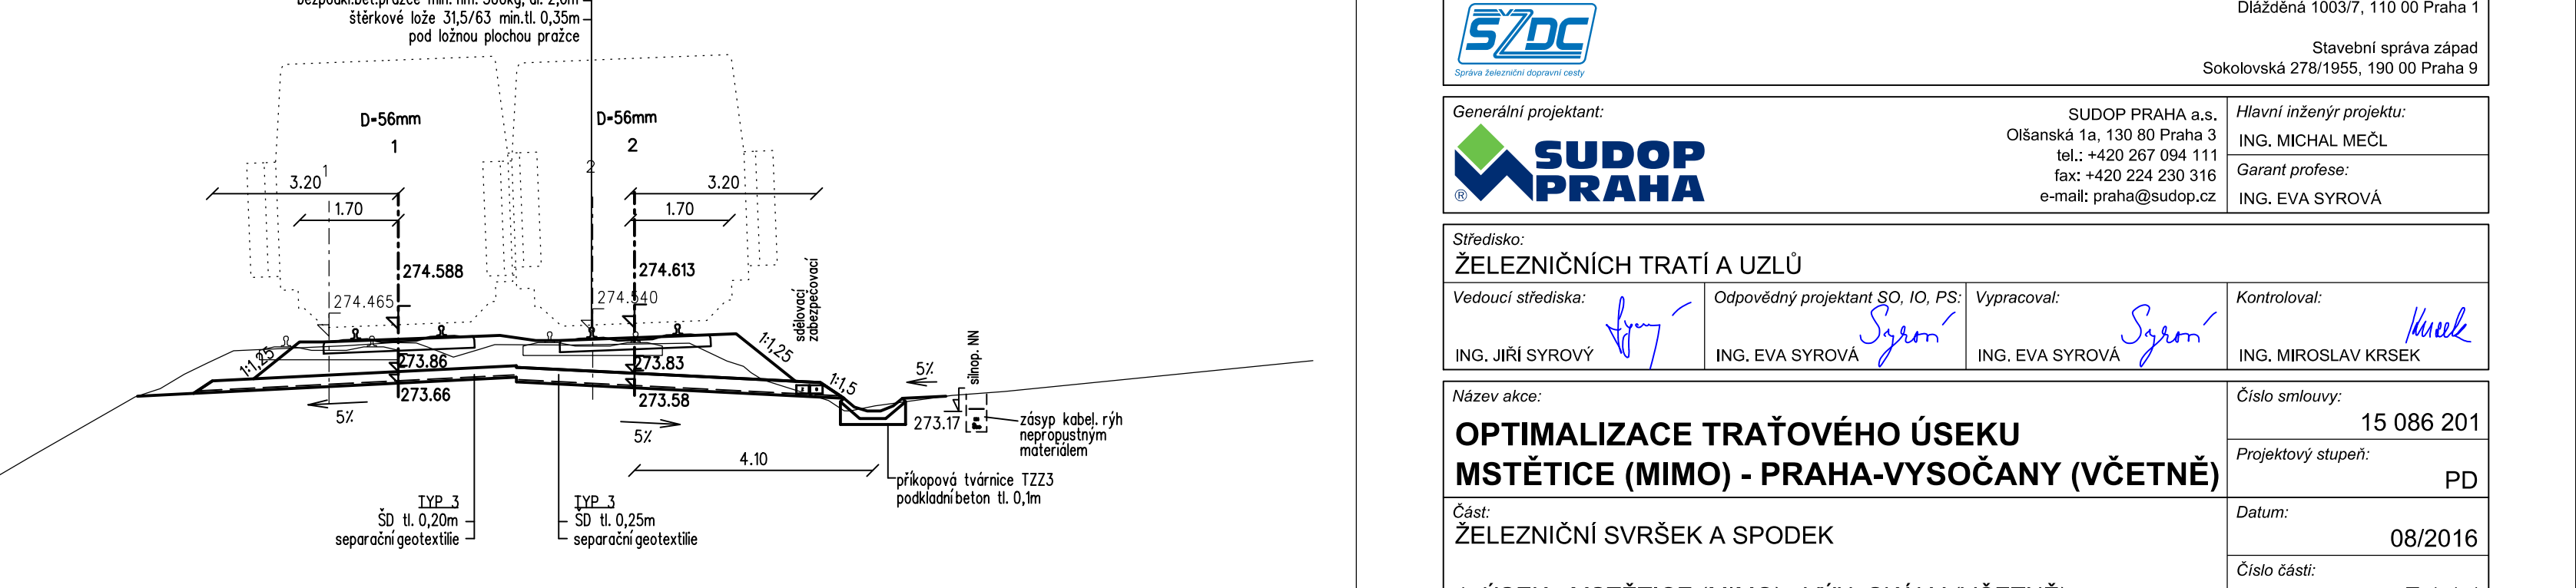 štěrkové lože 31,5/63 min.tl. 0,35m
pod ložnou plochou pražce
D=56mm
1
D=56mm
2
1
2
3.20
3.20
1.70
1.70
274.588
274.613
274.465
274.540
sdělovací
zabezpečovací
1:1,25
1:1,25
1:1,5
273.86
273.83
273.66
273.58
5%
5%
5%
silnop. NN
273.17
zásyp kabel. rýh
nepropustným
materiálem
4.10
příkopová tvárnice TZZ3
podkladní beton tl. 0,1m
TYP 3
ŠD tl. 0,20m
separační geotextilie
TYP 3
ŠD tl. 0,25m
separační geotextilie
Dlážděná 1003/7, 110 00 Praha 1
SŽDC
Správa železniční dopravní cesty
Stavební správa západ
Sokolovská 278/1955, 190 00 Praha 9
Generální projektant:
SUDOP
PRAHA
®
SUDOP PRAHA a.s.
Olšanská 1a, 130 80 Praha 3
tel.: +420 267 094 111
fax: +420 224 230 316
e-mail: praha@sudop.cz
Hlavní inženýr projektu:
ING. MICHAL MEČL
Garant profese:
ING. EVA SYROVÁ
Středisko:
ŽELEZNIČNÍCH TRATÍ A UZLŮ
Vedoucí střediska:
ING. JIŘÍ SYROVÝ
Odpovědný projektant SO, IO, PS:
ING. EVA SYROVÁ
Vypracoval:
ING. EVA SYROVÁ
Kontroloval:
ING. MIROSLAV KRSEK
Název akce:
OPTIMALIZACE TRAŤOVÉHO ÚSEKU
MSTĚTICE (MIMO) - PRAHA-VYSOČANY (VČETNĚ)
Číslo smlouvy:
15 086 201
Projektový stupeň:
PD
Část:
ŽELEZNIČNÍ SVRŠEK A SPODEK
Datum:
08/2016
Číslo části: